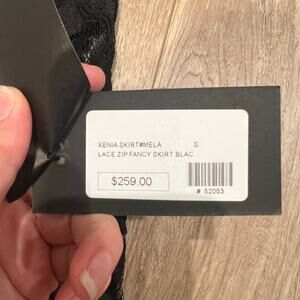 XENIA SKIRT#MELA S
LACE ZIP FANCY SKIRT BLAC
$259.00
# 52053